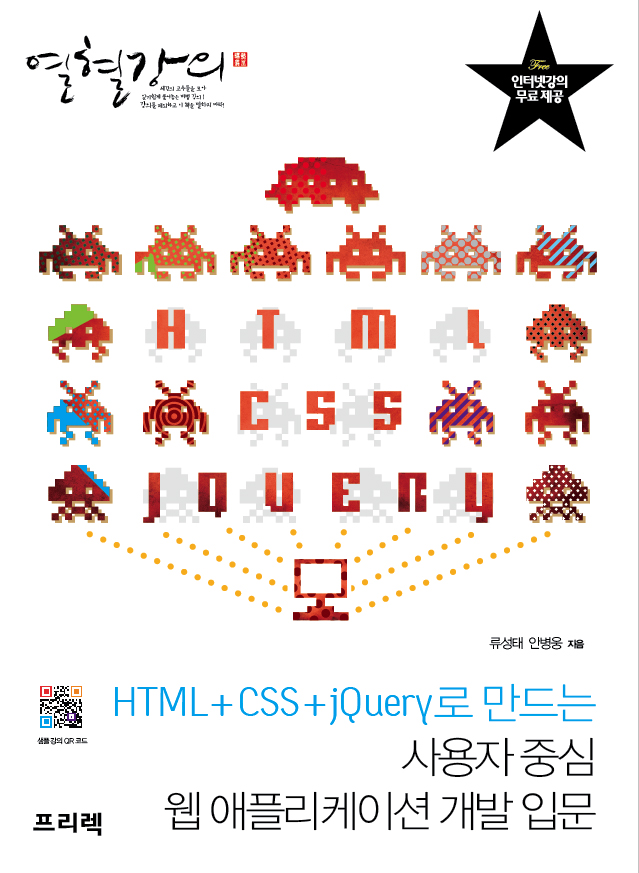 열혈강의
Free
인터넷강의
무료 제공
HTML
CSS
jQUERY
류성태 안병웅 지음
HTML+CSS+jQuery로 만드는
샘플 강의 QR 코드
사용자 중심
웹 애플리케이션 개발 입문
프리렉